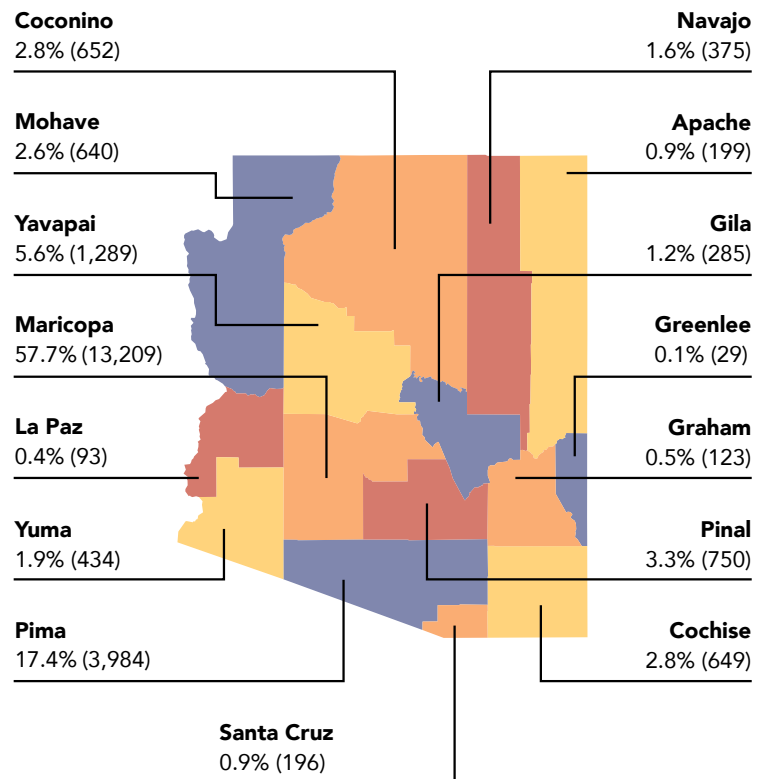 Coconino
2.8% (652)
Mohave
2.6% (640)
Yavapai
5.6% (1,289)
Maricopa
57.7% (13,209)
La Paz
0.4% (93)
Yuma
1.9% (434)
Pima
17.4% (3,984)
Santa Cruz
0.9% (196)
Navajo
1.6% (375)
Apache
0.9% (199)
Gila
1.2% (285)
Greenlee
0.1% (29)
Graham
0.5% (123)
Pinal
3.3% (750)
Cochise
2.8% (649)